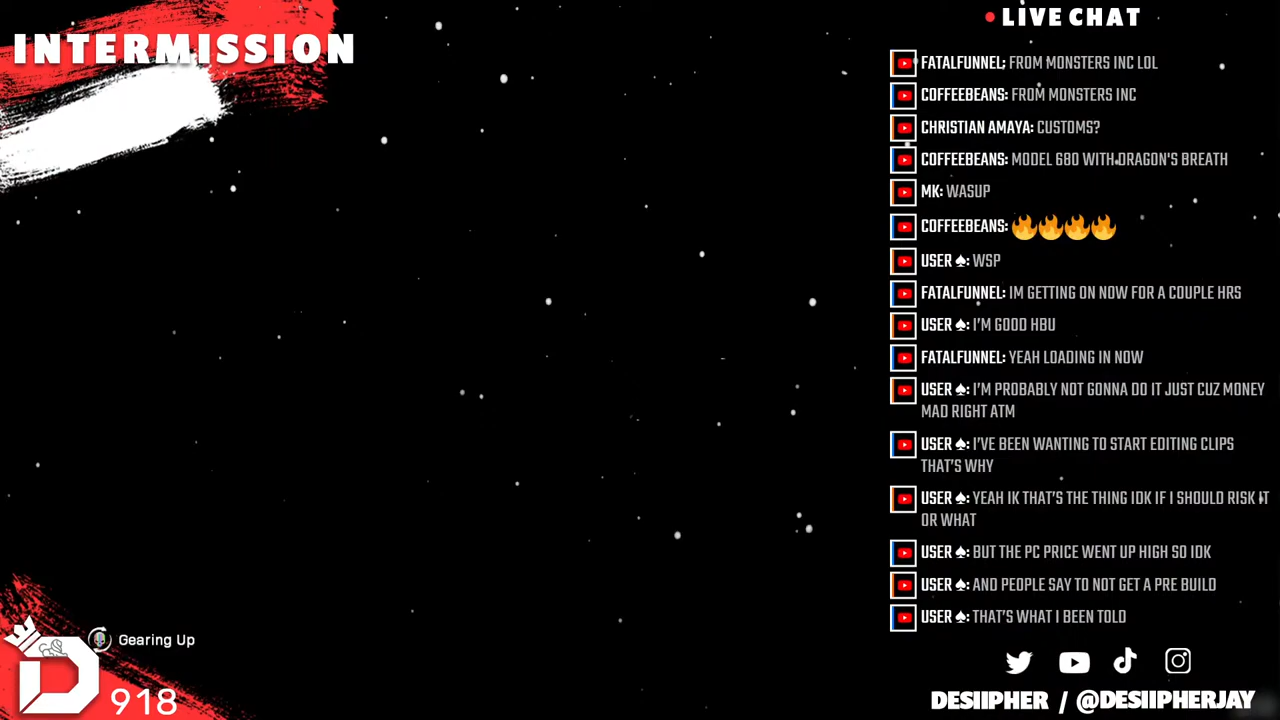 INTERMISSION
LIVE CHAT
FATALFUNNEL: FROM MONSTERS INC LOL
COFFEEBEANS: FROM MONSTERS INC
CHRISTIAN AMAYA: CUSTOMS?
COFFEEBEANS: MODEL 680 WITH DRAGON'S BREATH
MK: WASUP
COFFEEBEANS: 🔥🔥🔥🔥
USER ♠: WSP
FATALFUNNEL: IM GETTING ON NOW FOR A COUPLE HRS
USER ♠: I'M GOOD HBU
FATALFUNNEL: YEAH LOADING IN NOW
USER ♠: I'M PROBABLY NOT GONNA DO IT JUST CUZ MONEY
MAD RIGHT ATM
USER ♠: I'VE BEEN WANTING TO START EDITING CLIPS
THAT'S WHY
USER ♠: YEAH IK THAT'S THE THING IDK IF I SHOULD RISK IT
OR WHAT
USER ♠: BUT THE PC PRICE WENT UP HIGH SO IDK
USER ♠: AND PEOPLE SAY TO NOT GET A PRE BUILD
USER ♠: THAT'S WHAT I BEEN TOLD
Gearing Up
D 918
DESIIPHER / @DESIIPHERJAY